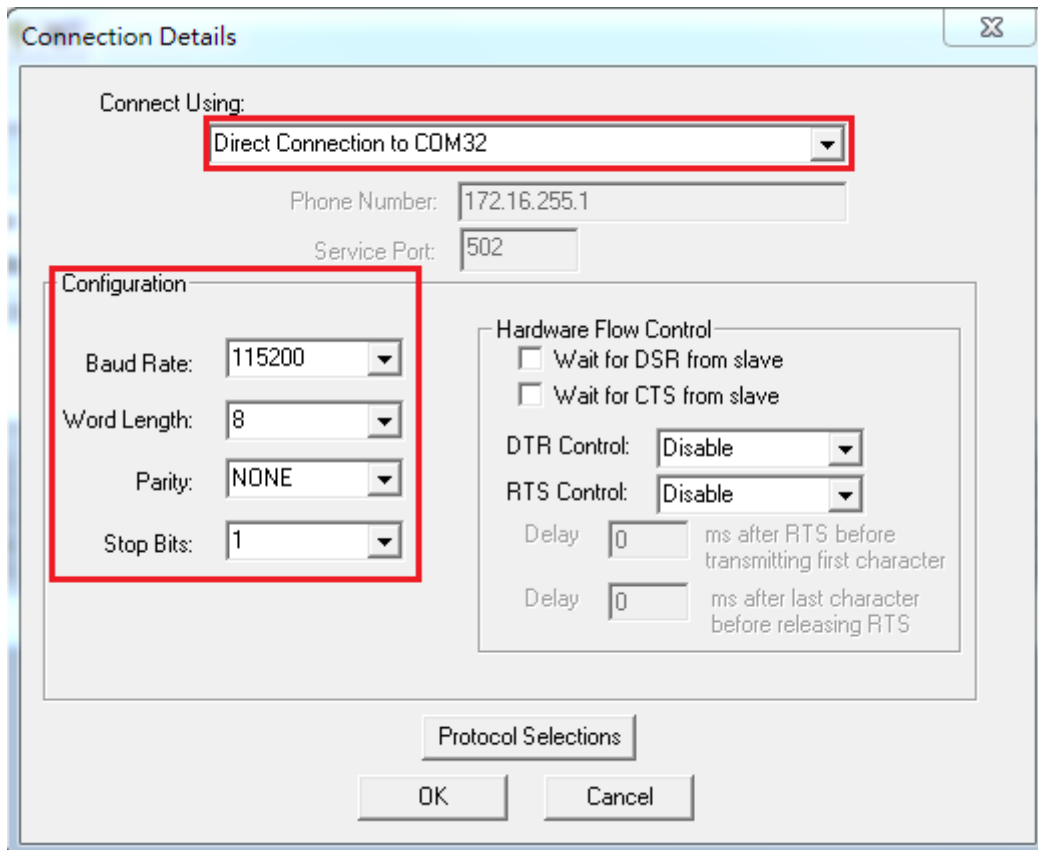 Connection Details
Connect Using:
Direct Connection to COM32
Phone Number: 172.16.255.1
Service Port: 502
Configuration
Baud Rate: 115200
Word Length: 8
Parity: NONE
Stop Bits: 1
Hardware Flow Control
Wait for DSR from slave
Wait for CTS from slave
DTR Control: Disable
RTS Control: Disable
Delay 0 ms after RTS before
transmitting first character
Delay 0 ms after last character
before releasing RTS
Protocol Selections
OK Cancel